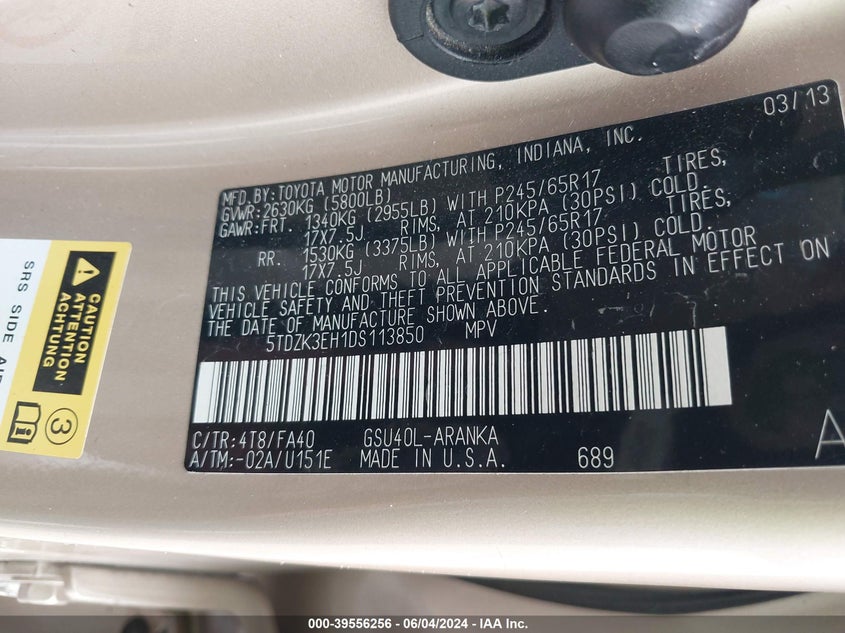 03/13
MFD.BY:TOYOTA MOTOR MANUFACTURING, INDIANA, INC.
GVWR:2630KG (5800LB)
GAWR:FRT. 1340KG (2955LB) WITH P245/65R17 TIRES,
17X7.5J RIMS, AT 210KPA (30PSI) COLD.
RR. 1530KG (3375LB) WITH P245/65R17 TIRES,
17X7.5J RIMS, AT 210KPA (30PSI) COLD.
THIS VEHICLE CONFORMS TO ALL APPLICABLE FEDERAL MOTOR
VEHICLE SAFETY AND THEFT PREVENTION STANDARDS IN EFFECT ON
THE DATE OF MANUFACTURE SHOWN ABOVE.
5TDZK3EH1DS113850 MPV
C/TR:4T8/FA40 GSU40L-ARANKA
A/TM:-02A/U151E MADE IN U.S.A. 689
A
CAUTION
ATTENTION
ACHTUNG
SRS SIDE
3
000-39556256 - 06/04/2024 - IAA Inc.